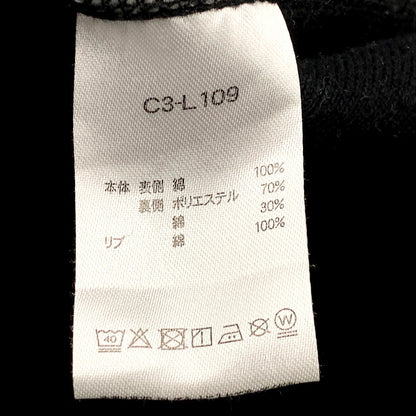 C3-L109
本体 表側 綿 100%
裏側 ポリエステル 70%
綿 30%
リブ 綿 100%
40
W